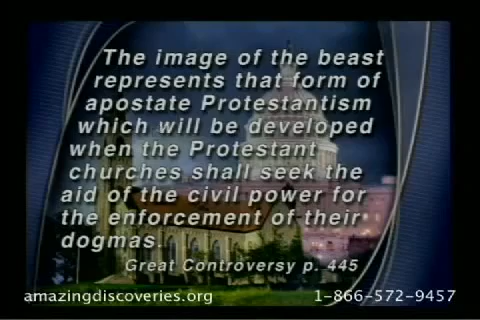 The image of the beast
represents that form of
apostate Protestantism
which will be developed
when the Protestant
churches shall seek the
aid of the civil power for
the enforcement of their
dogmas.
Great Controversy p. 445
amazingdiscoveries.org
1-866-572-9457